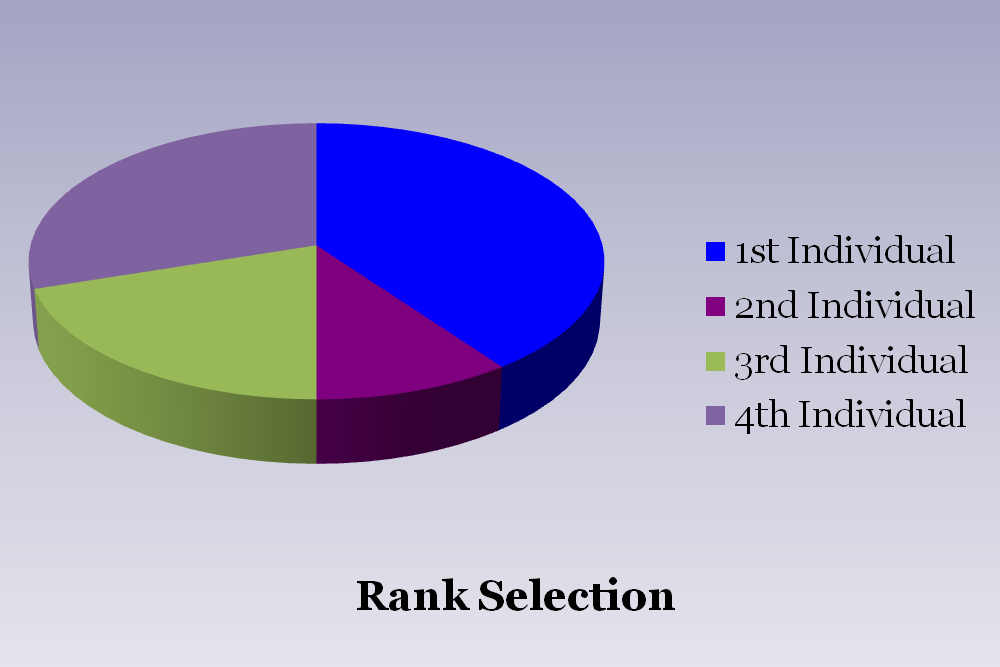 1st Individual
2nd Individual
3rd Individual
4th Individual
Rank Selection